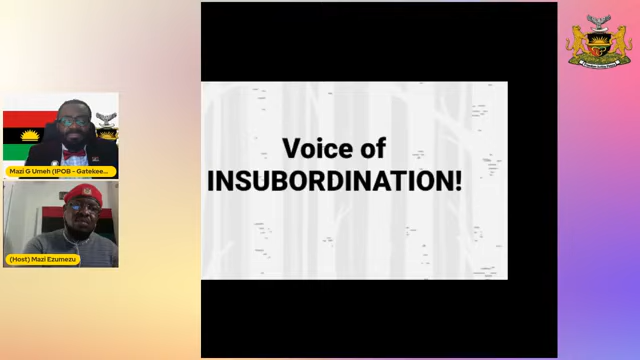 Voice of
INSUBORDINATION!
Mazi G Umeh (IPOB - Gatekee...
(Host) Mazi Ezumezu